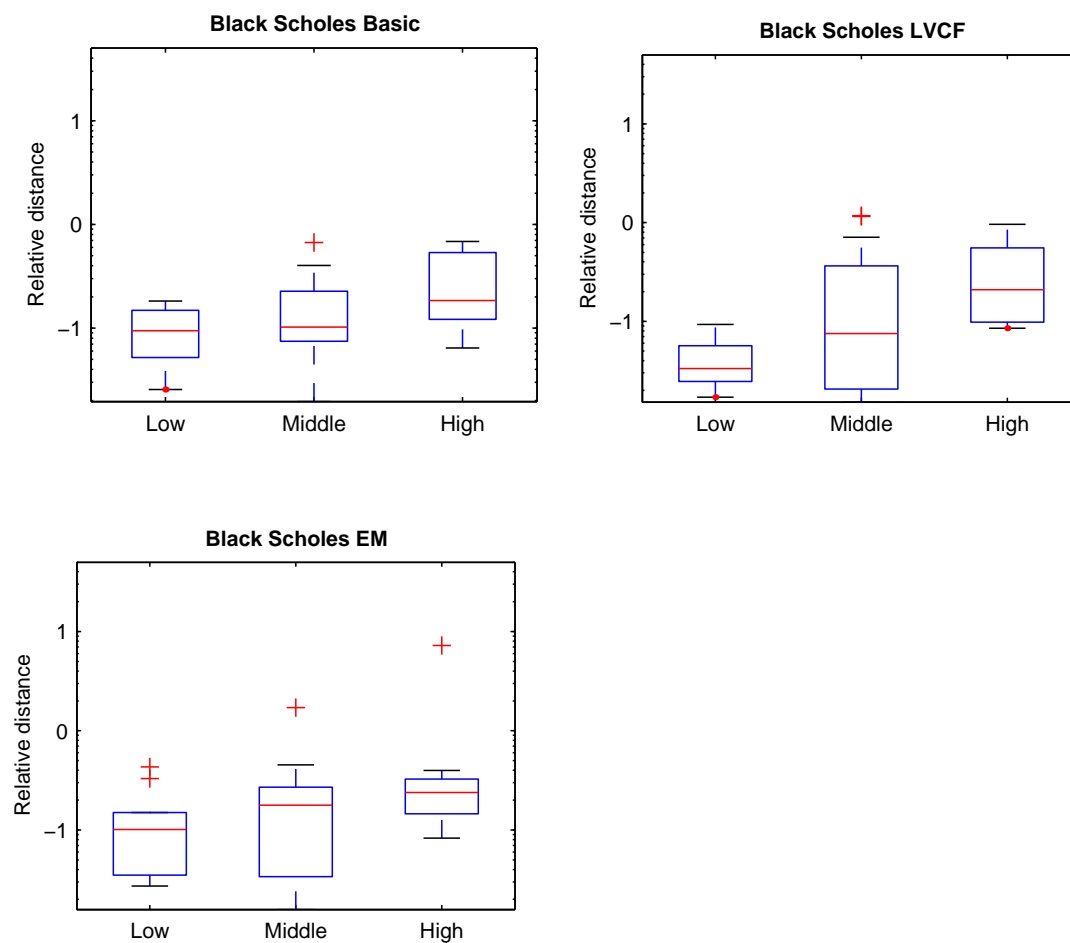 Black Scholes Basic
Relative distance
1
0
−1
Low Middle High
Black Scholes LVCF
Relative distance
1
0
−1
Low Middle High
Black Scholes EM
Relative distance
1
0
−1
Low Middle High